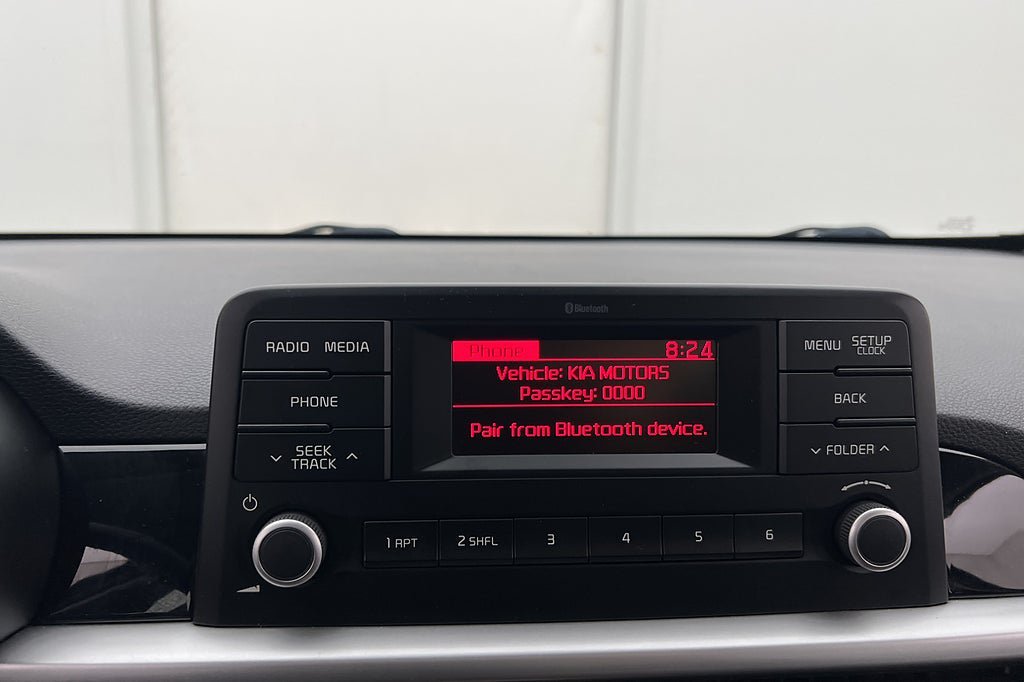 Bluetooth
RADIO MEDIA
PHONE
SEEK
TRACK
Phone 8:24
Vehicle: KIA MOTORS
Passkey: 0000
Pair from Bluetooth device.
MENU SETUP
CLOCK
BACK
FOLDER
1 RPT 2 SHFL 3 4 5 6